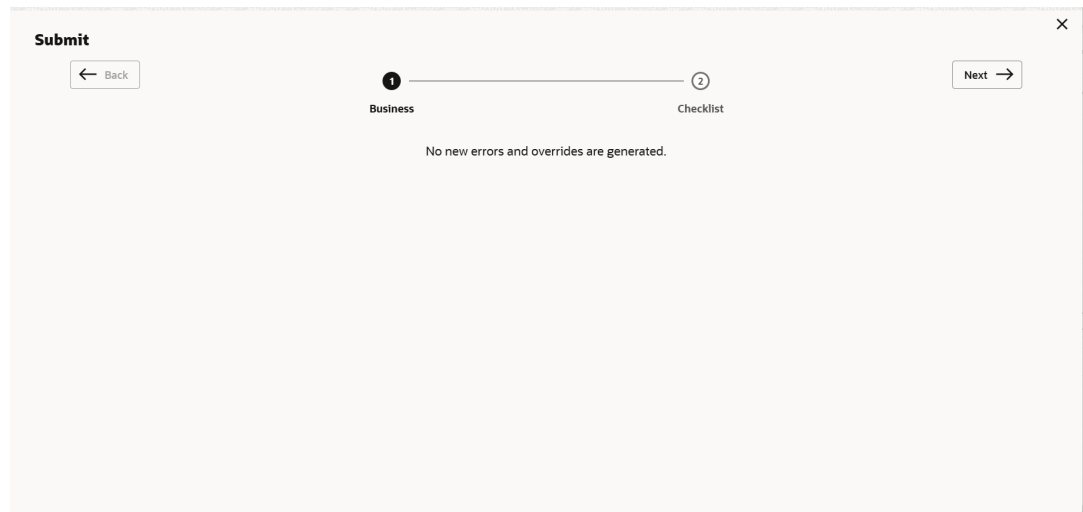 Submit
Back
1
2
Next
Business
Checklist
No new errors and overrides are generated.